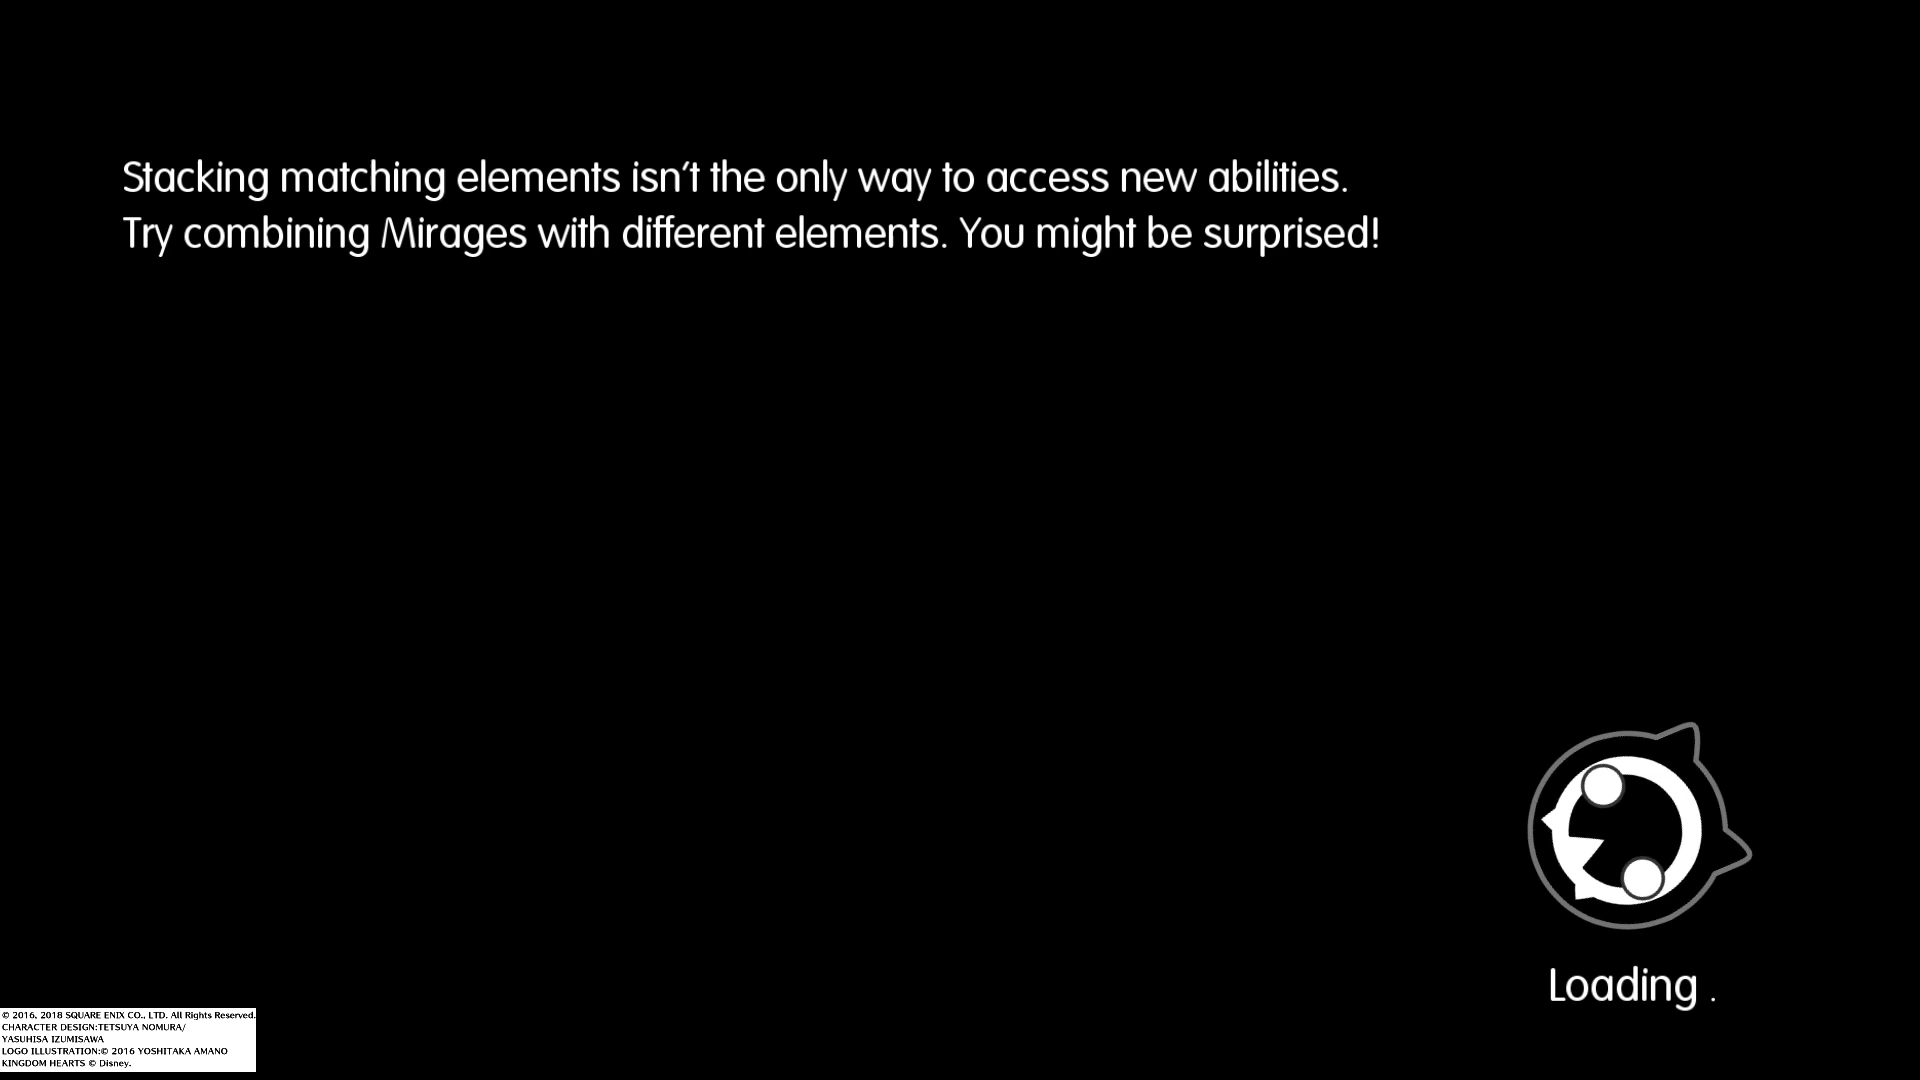 Stacking matching elements isn't the only way to access new abilities.
Try combining Mirages with different elements. You might be surprised!
Loading .
© 2016, 2018 SQUARE ENIX CO., LTD. All Rights Reserved.
CHARACTER DESIGN:TETSUYA NOMURA/
YASUHISA IZUMISAWA
LOGO ILLUSTRATION:© 2016 YOSHITAKA AMANO
KINGDOM HEARTS © Disney.